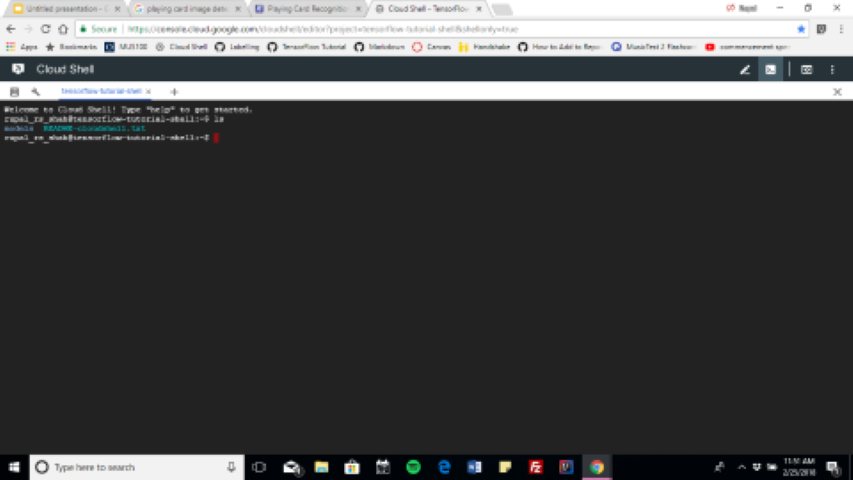 Untitled presentation - G
playing card image dete
Playing Card Recognition
Cloud Shell - TensorFlow
Rupal
Secure https://console.cloud.google.com/cloudshell/editor?project=tensorflow-tutorial-shell&shellonly=true
Apps Bookmarks MUS100 Cloud Shell Labelling TensorFlow Tutorial Markdown Canvas Handshake How to Add to Repo MusicTest 2 Flashcar commencement spe
Cloud Shell
tensorflow-tutorial-shell
Welcome to Cloud Shell! Type "help" to get started.
rupal_rs_shah@tensorflow-tutorial-shell:~$ ls
models README-cloudshell.txt
rupal_rs_shah@tensorflow-tutorial-shell:~$
Type here to search
11:51 AM
2/25/2018